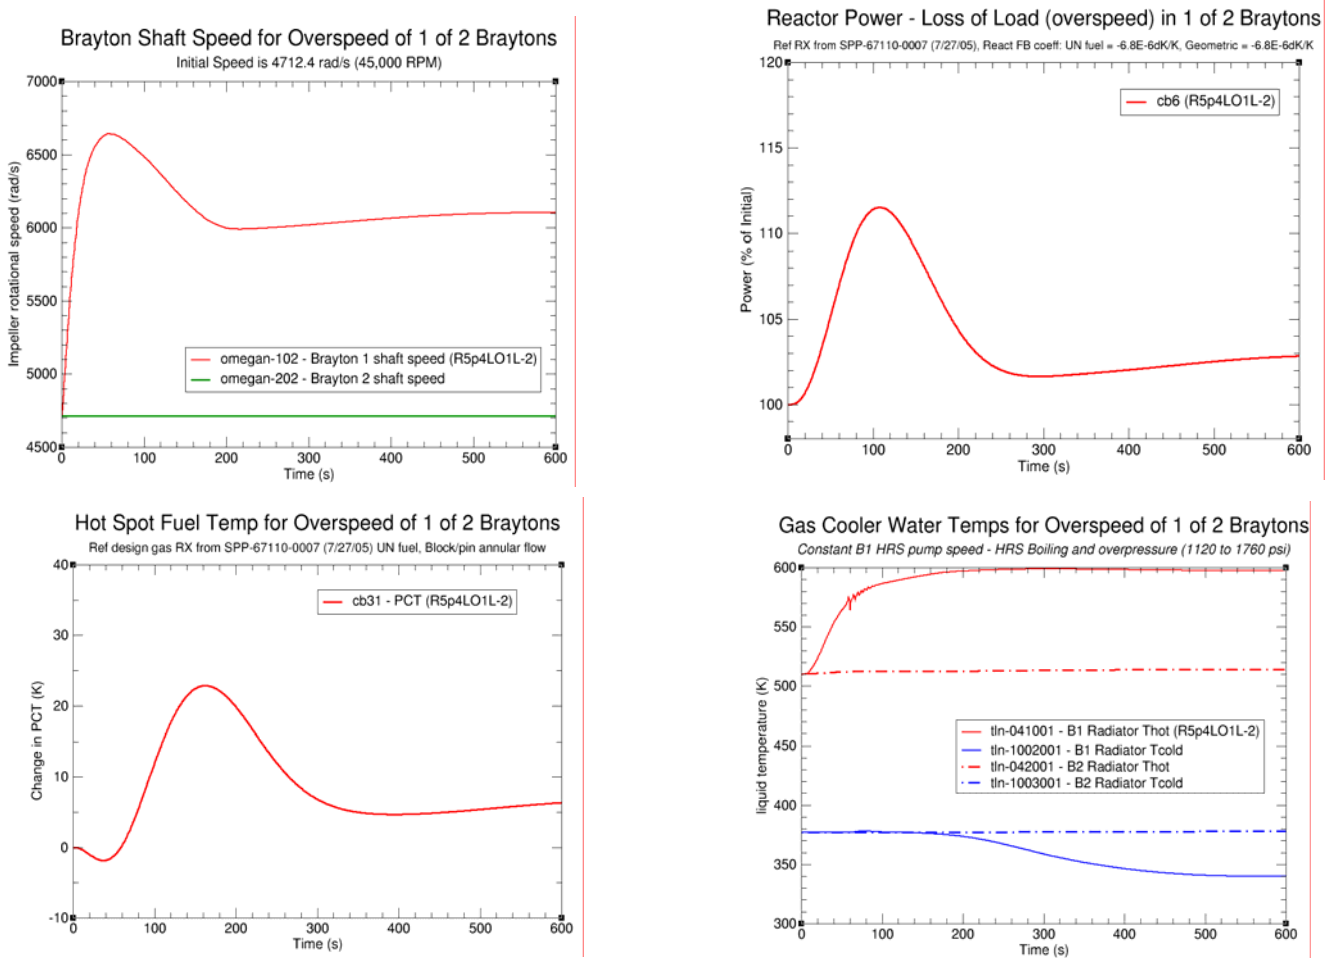 Brayton Shaft Speed for Overspeed of 1 of 2 Braytons
Initial Speed is 4712.4 rad/s (45,000 RPM)
7000
6500
6000
5500
5000
4500
Impeller rotational speed (rad/s)
omegan-102 - Brayton 1 shaft speed (R5p4LO1L-2)
omegan-202 - Brayton 2 shaft speed
0 100 200 300 400 500 600
Time (s)
Reactor Power - Loss of Load (overspeed) in 1 of 2 Braytons
Ref RX from SPP-67110-0007 (7/27/05), React FB coeff: UN fuel = -6.8E-6dK/K, Geometric = -6.8E-6dK/K
120
115
110
105
100
Power (% of Initial)
cb6 (R5p4LO1L-2)
0 100 200 300 400 500 600
Time (s)
Hot Spot Fuel Temp for Overspeed of 1 of 2 Braytons
Ref design gas RX from SPP-67110-0007 (7/27/05) UN fuel, Block/pin annular flow
40
30
20
10
0
-10
Change in PCT (K)
cb31 - PCT (R5p4LO1L-2)
0 100 200 300 400 500 600
Time (s)
Gas Cooler Water Temps for Overspeed of 1 of 2 Braytons
Constant B1 HRS pump speed - HRS Boiling and overpressure (1120 to 1760 psi)
600
550
500
450
400
350
300
liquid temperature (K)
tln-041001 - B1 Radiator Thot (R5p4LO1L-2)
tln-1002001 - B1 Radiator Tcold
tln-042001 - B2 Radiator Thot
tln-1003001 - B2 Radiator Tcold
0 100 200 300 400 500 600
Time (s)